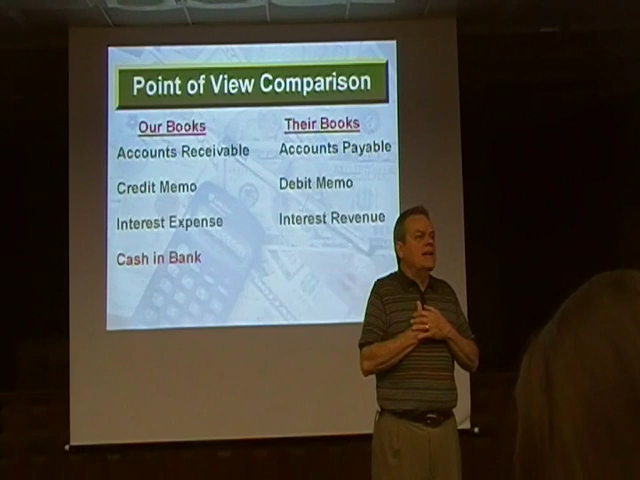 Point of View Comparison
Our Books Their Books
Accounts Receivable Accounts Payable
Credit Memo Debit Memo
Interest Expense Interest Revenue
Cash in Bank